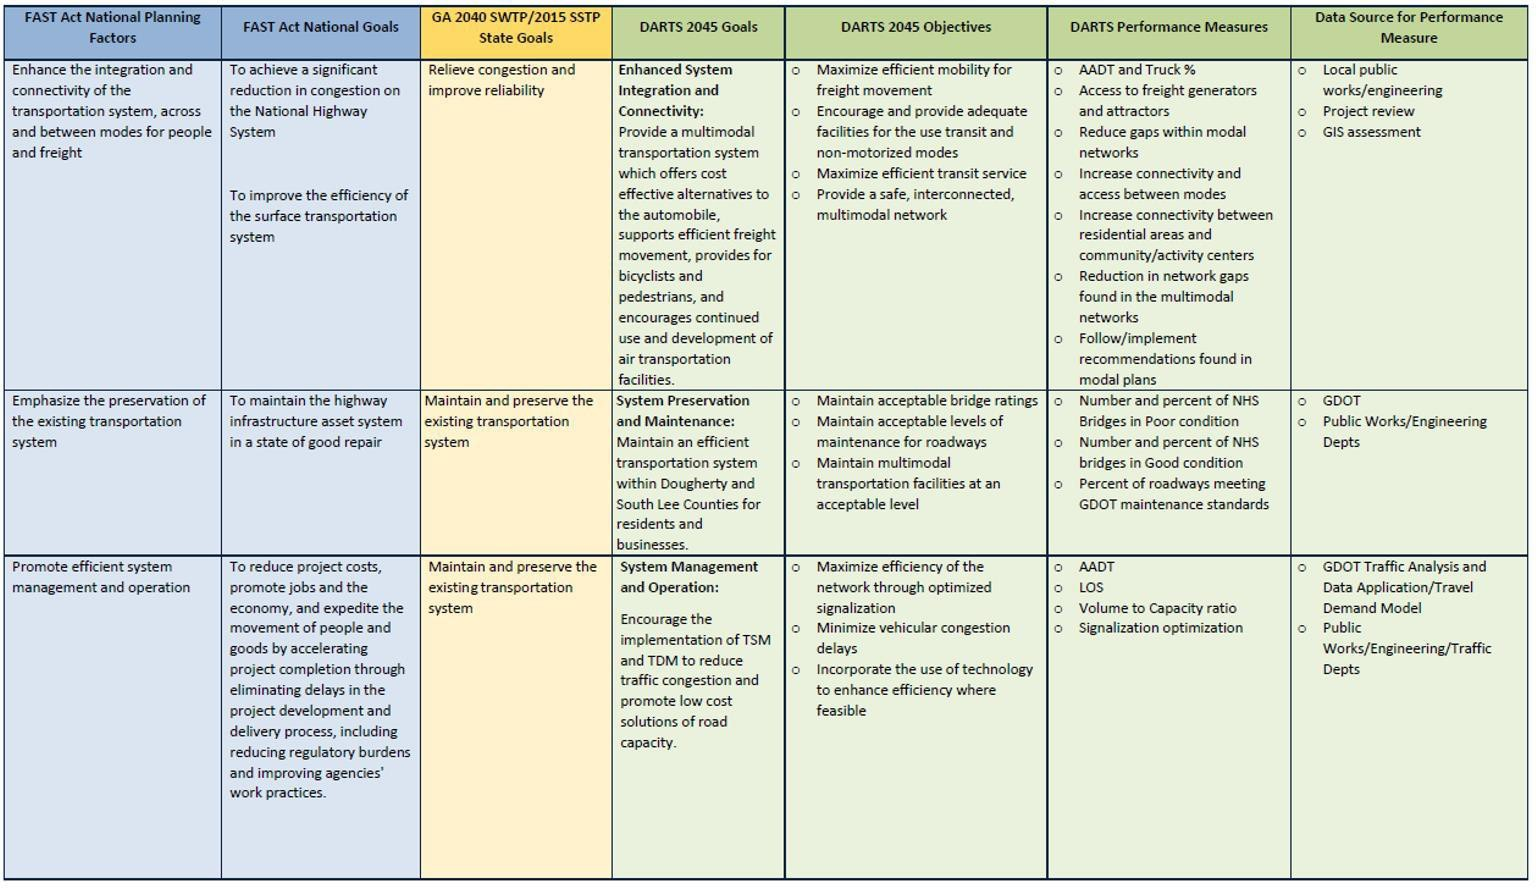 FAST Act National Planning
Factors
FAST Act National Goals
GA 2040 SWTP/2015 SSTP
State Goals
DARTS 2045 Goals
DARTS 2045 Objectives
DARTS Performance Measures
Data Source for Performance
Measure
Enhance the integration and
connectivity of the
transportation system, across
and between modes for people
and freight
To achieve a significant
reduction in congestion on
the National Highway
System
To improve the efficiency of
the surface transportation
system
Relieve congestion and
improve reliability
Enhanced System
Integration and
Connectivity:
Provide a multimodal
transportation system
which offers cost
effective alternatives to
the automobile,
supports efficient freight
movement, provides for
bicyclists and
pedestrians, and
encourages continued
use and development of
air transportation
facilities.
o Maximize efficient mobility for
freight movement
o Encourage and provide adequate
facilities for the use transit and
non-motorized modes
o Maximize efficient transit service
o Provide a safe, interconnected,
multimodal network
o AADT and Truck %
o Access to freight generators
and attractors
o Reduce gaps within modal
networks
o Increase connectivity and
access between modes
o Increase connectivity between
residential areas and
community/activity centers
o Reduction in network gaps
found in the multimodal
networks
o Follow/implement
recommendations found in
modal plans
o Local public
works/engineering
o Project review
o GIS assessment
Emphasize the preservation of
the existing transportation
system
To maintain the highway
infrastructure asset system
in a state of good repair
Maintain and preserve the
existing transportation
system
System Preservation
and Maintenance:
Maintain an efficient
transportation system
within Dougherty and
South Lee Counties for
residents and
businesses.
o Maintain acceptable bridge ratings
o Maintain acceptable levels of
maintenance for roadways
o Maintain multimodal
transportation facilities at an
acceptable level
o Number and percent of NHS
Bridges in Poor condition
o Number and percent of NHS
bridges in Good condition
o Percent of roadways meeting
GDOT maintenance standards
o GDOT
o Public Works/Engineering
Depts
Promote efficient system
management and operation
To reduce project costs,
promote jobs and the
economy, and expedite the
movement of people and
goods by accelerating
project completion through
eliminating delays in the
project development and
delivery process, including
reducing regulatory burdens
and improving agencies'
work practices.
Maintain and preserve the
existing transportation
system
System Management
and Operation:
Encourage the
implementation of TSM
and TDM to reduce
traffic congestion and
promote low cost
solutions of road
capacity.
o Maximize efficiency of the
network through optimized
signalization
o Minimize vehicular congestion
delays
o Incorporate the use of technology
to enhance efficiency where
feasible
o AADT
o LOS
o Volume to Capacity ratio
o Signalization optimization
o GDOT Traffic Analysis and
Data Application/Travel
Demand Model
o Public
Works/Engineering/Traffic
Depts